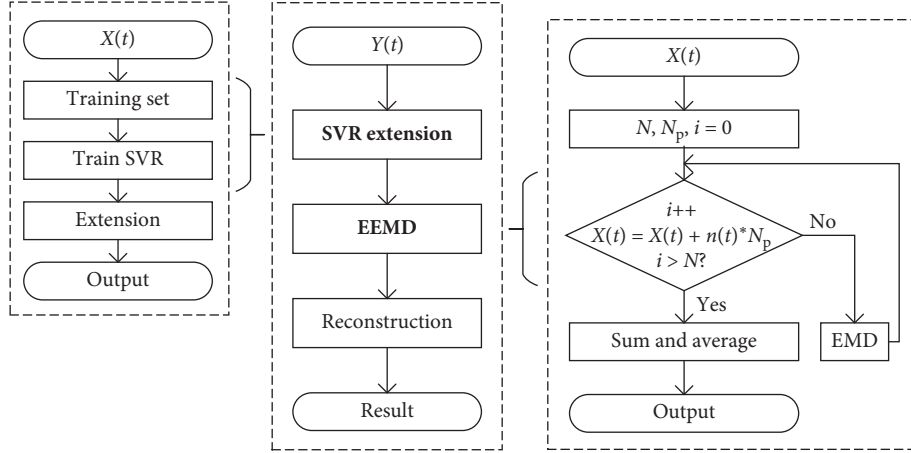 X(t)
Training set
Train SVR
Extension
Output
Y(t)
SVR extension
EEMD
Reconstruction
Result
X(t)
N, Nₚ, i = 0
i++
X(t) = X(t) + n(t)*Nₚ
i > N?
No
Yes
Sum and average
EMD
Output